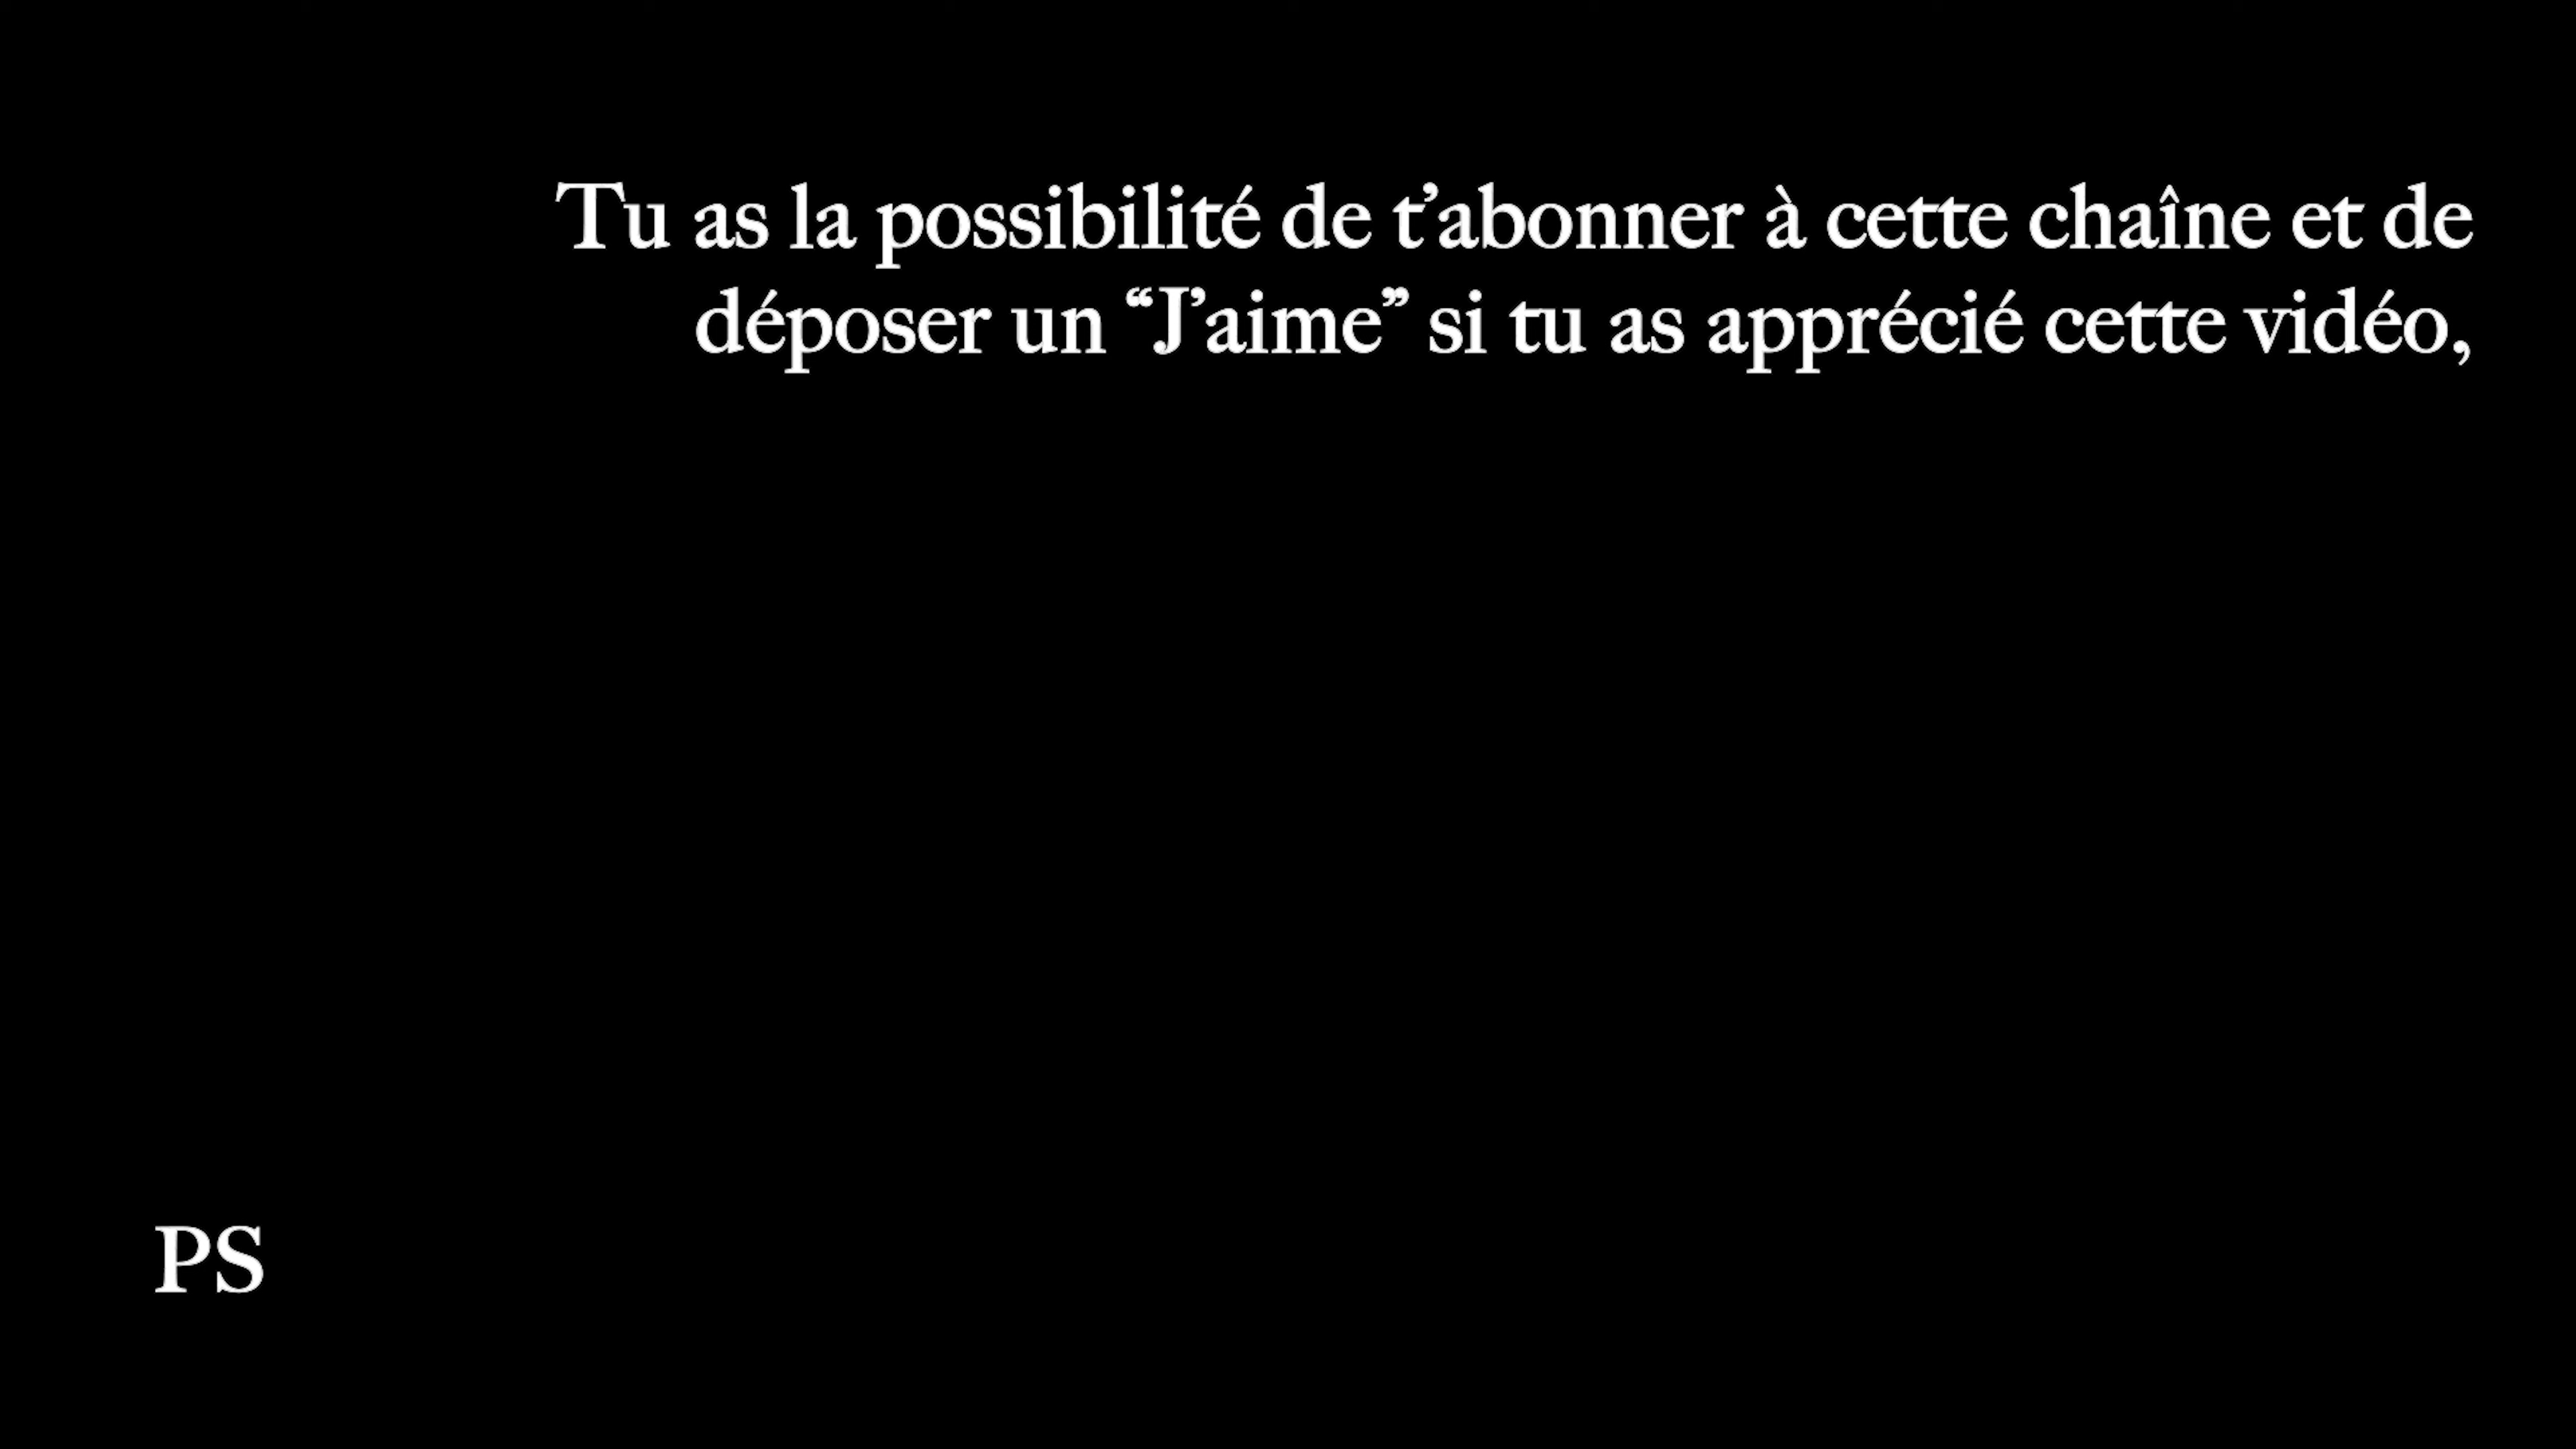 Tu as la possibilité de t’abonner à cette chaîne et de
déposer un “J’aime” si tu as apprécié cette vidéo,
PS